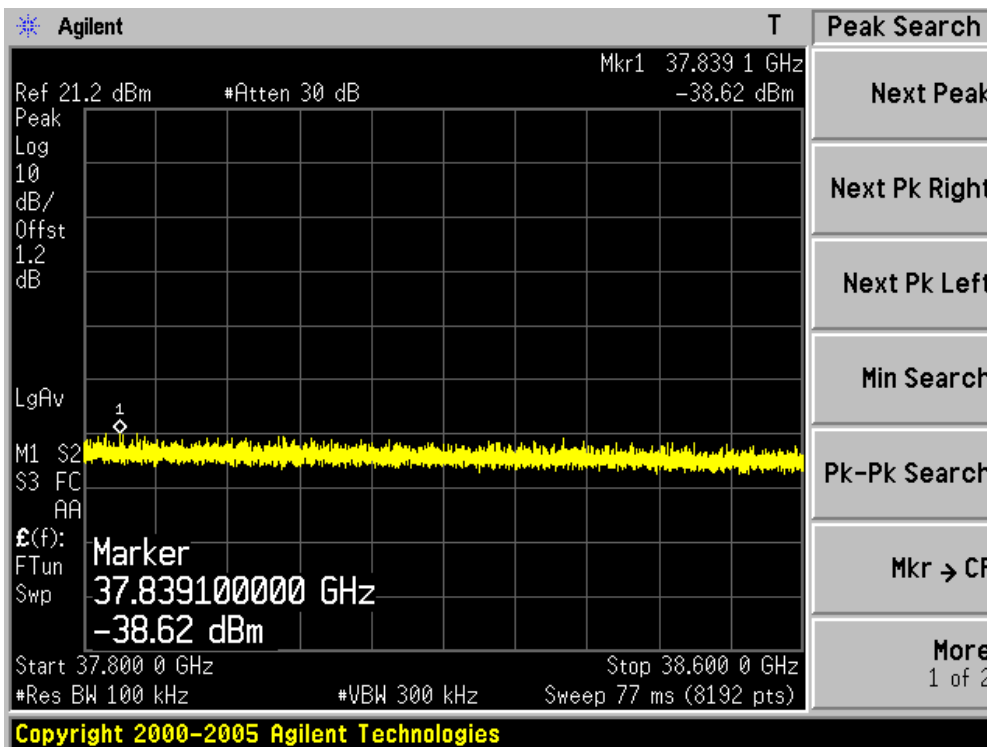 Agilent T Peak Search
Mkr1 37.839 1 GHz
Ref 21.2 dBm #Atten 30 dB -38.62 dBm
Peak
Log
10
dB/
Offst
1.2
dB
LgAv
1
M1 S2
S3 FC
AA
£(f):
FTun
Swp
Marker
37.839100000 GHz
-38.62 dBm
Start 37.800 0 GHz Stop 38.600 0 GHz
#Res BW 100 kHz #VBW 300 kHz Sweep 77 ms (8192 pts)
Copyright 2000-2005 Agilent Technologies
Next Peak
Next Pk Right
Next Pk Left
Min Search
Pk-Pk Search
Mkr → CF
More
1 of 2